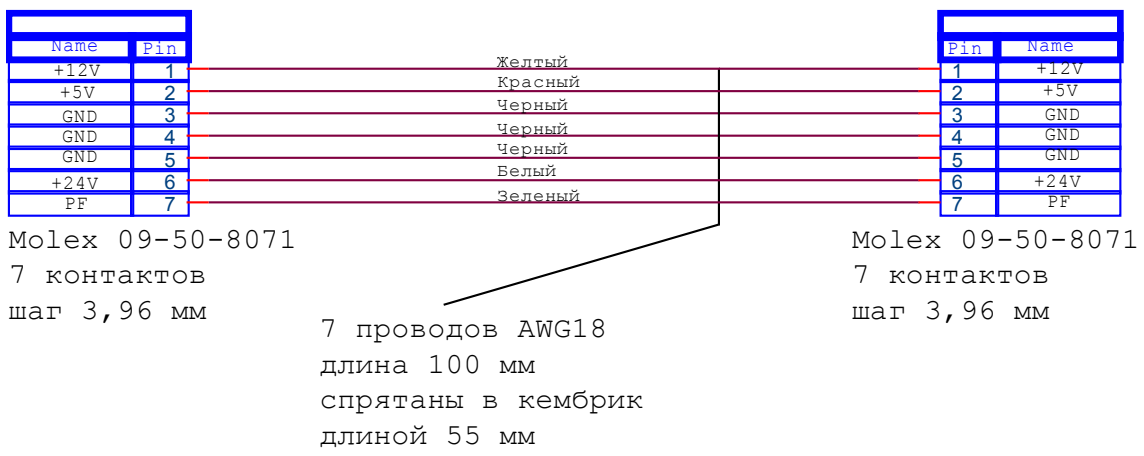 Name Pin
+12V 1 Желтый 1 +12V
+5V 2 Красный 2 +5V
GND 3 Черный 3 GND
GND 4 Черный 4 GND
GND 5 Черный 5 GND
+24V 6 Белый 6 +24V
PF 7 Зеленый 7 PF
Pin Name
Molex 09-50-8071
7 контактов
шаг 3,96 мм
Molex 09-50-8071
7 контактов
шаг 3,96 мм
7 проводов AWG18
длина 100 мм
спрятаны в кембрик
длиной 55 мм